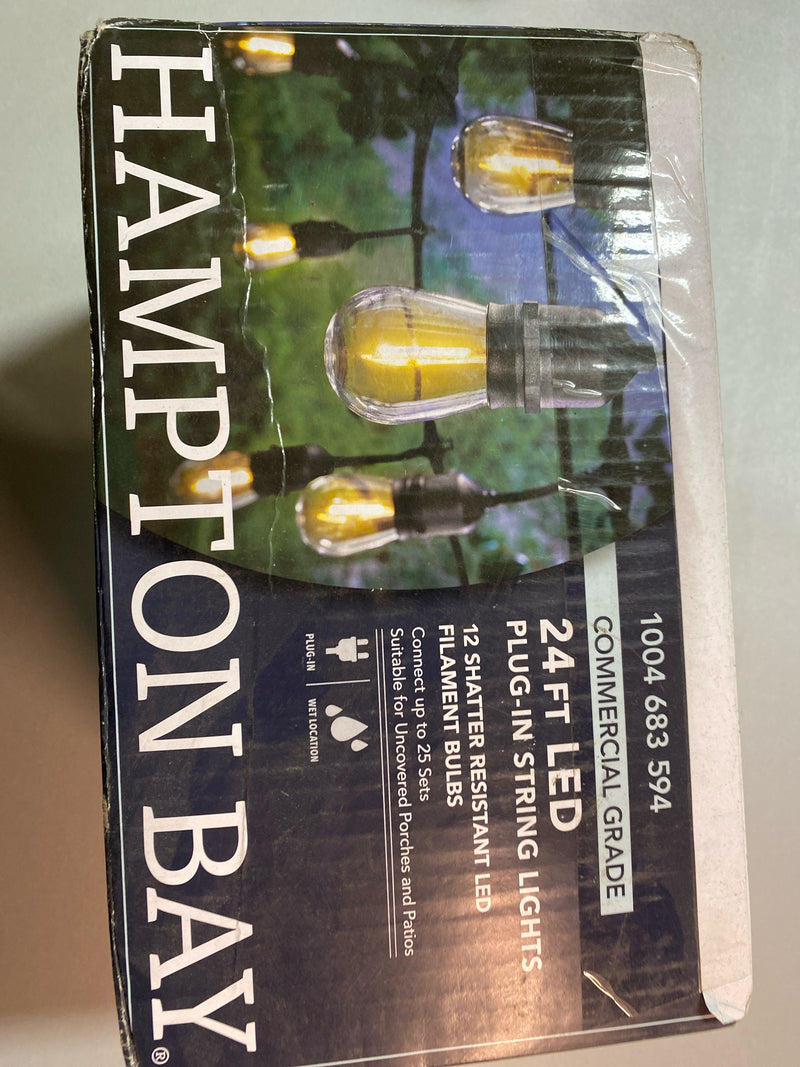 1004 683 594
COMMERCIAL GRADE
24 FT LED
PLUG-IN STRING LIGHTS
12 SHATTER RESISTANT LED
FILAMENT BULBS
Connect up to 25 Sets
Suitable for Uncovered Porches and Patios
PLUG-IN
WET LOCATION
HAMPTON BAY®